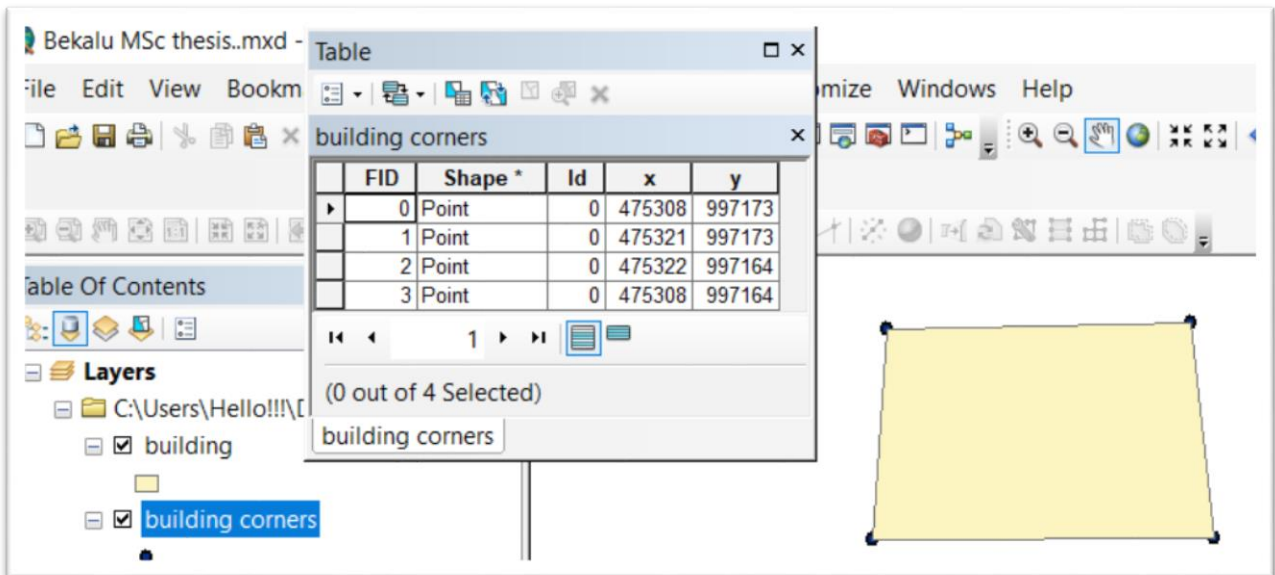 Bekalu MSc thesis..mxd -
File Edit View Bookm
mize Windows Help
Table
building corners
FID Shape * Id x y
0 Point 0 475308 997173
1 Point 0 475321 997173
2 Point 0 475322 997164
3 Point 0 475308 997164
1
(0 out of 4 Selected)
building corners
Table Of Contents
Layers
C:\Users\Hello!!!\D
building
building corners